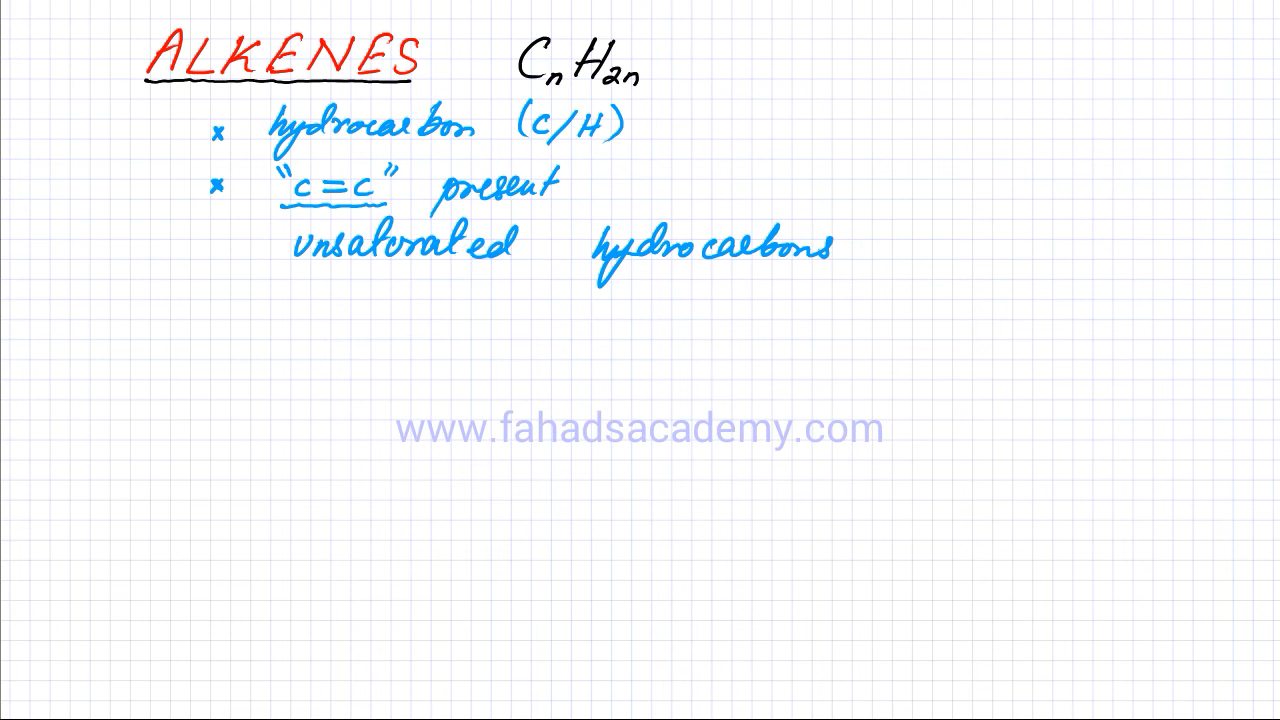 ALKENES CnH2n
× hydrocarbon (C/H)
× "C=C" present
unsaturated hydrocarbons
www.fahadsacademy.com